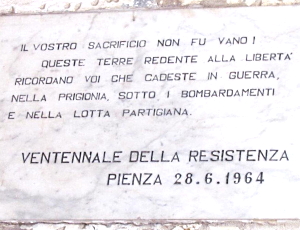 IL VOSTRO SACRIFICIO NON FU VANO!
QUESTE TERRE REDENTE ALLA LIBERTA'
RICORDANO VOI CHE CADESTE IN GUERRA,
NELLA PRIGIONIA, SOTTO I BOMBARDAMENTI
E NELLA LOTTA PARTIGIANA.
VENTENNALE DELLA RESISTENZA
PIENZA 28.6.1964